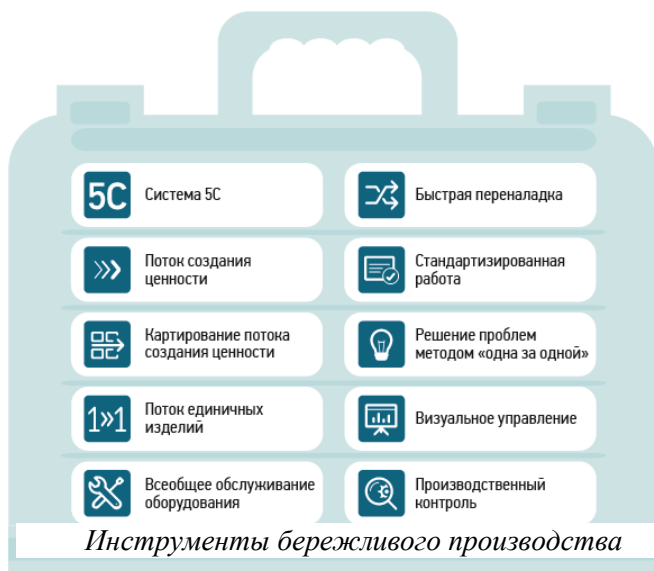 5С Система 5С
Быстрая переналадка
Поток создания
ценности
Стандартизированная
работа
Картирование потока
создания ценности
Решение проблем
методом «одна за одной»
1»1 Поток единичных
изделий
Визуальное управление
Всеобщее обслуживание
оборудования
Производственный
контроль
Инструменты бережливого производства